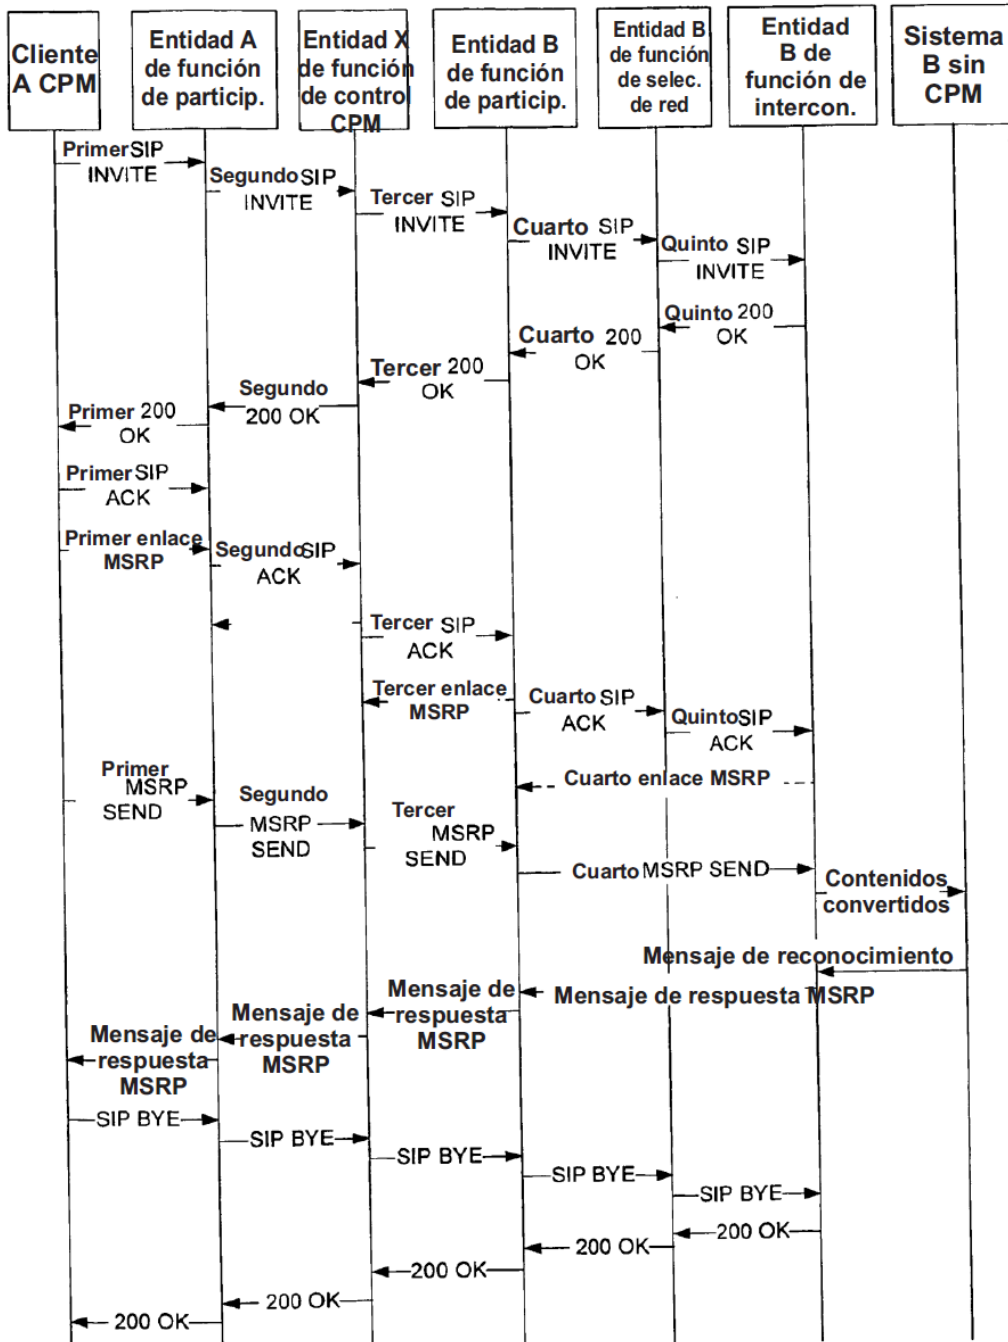 Cliente
A CPM
Entidad A
de función
de particip.
Entidad X
de función
de control
CPM
Entidad B
de función
de particip.
Entidad B
de función
de selec.
de red
Entidad
B de
función de
intercon.
Sistema
B sin
CPM
Primer SIP
INVITE
Segundo SIP
INVITE
Tercer SIP
INVITE
Cuarto SIP
INVITE
Quinto SIP
INVITE
Quinto 200
OK
Cuarto 200
OK
Tercer 200
OK
Segundo
200 OK
Primer 200
OK
Primer SIP
ACK
Primer enlace
MSRP
Segundo SIP
ACK
Tercer SIP
ACK
Tercer enlace
MSRP
Cuarto SIP
ACK
Quinto SIP
ACK
Cuarto enlace MSRP
Primer
MSRP
SEND
Segundo
MSRP
SEND
Tercer
MSRP
SEND
Cuarto MSRP SEND
Contenidos
convertidos
Mensaje de reconocimiento
Mensaje de respuesta MSRP
Mensaje de
respuesta
MSRP
Mensaje de
respuesta
MSRP
Mensaje de
respuesta
MSRP
SIP BYE
SIP BYE
SIP BYE
SIP BYE
SIP BYE
200 OK
200 OK
200 OK
200 OK
200 OK